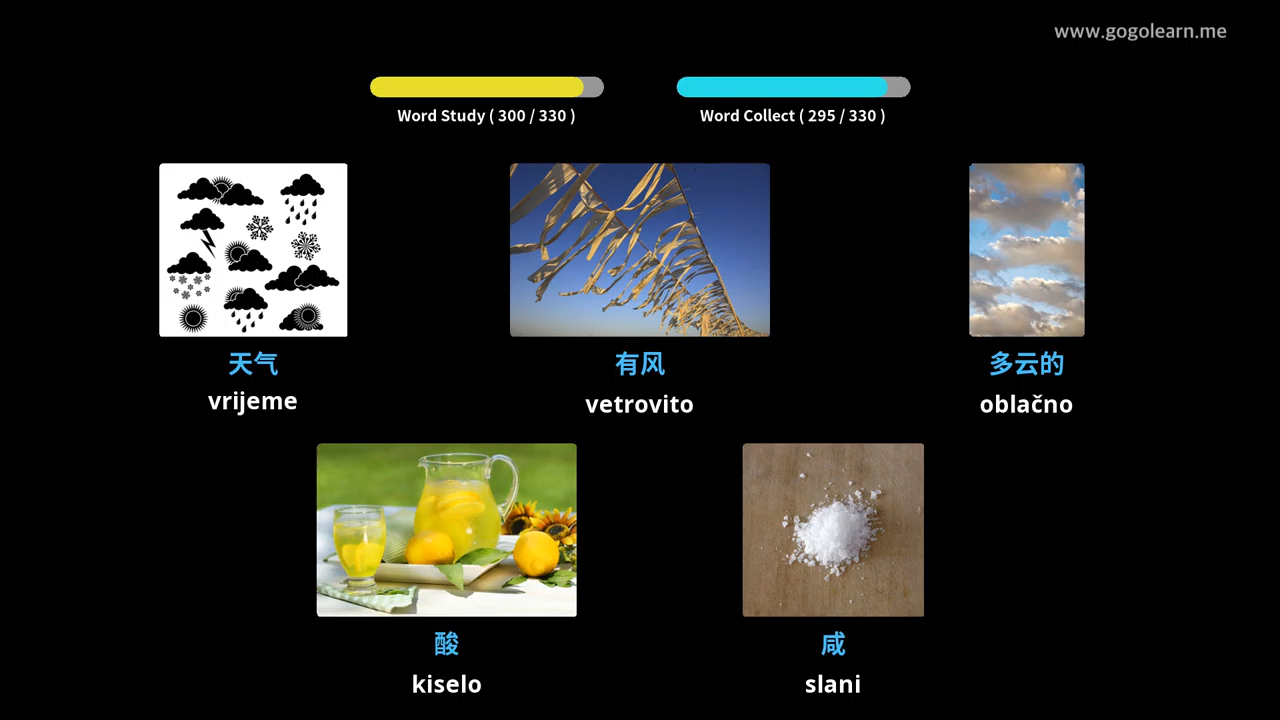 www.gogolearn.me
Word Study ( 300 / 330 )
Word Collect ( 295 / 330 )
天气
vrijeme
有风
vetrovito
多云的
oblačno
酸
kiselo
咸
slani